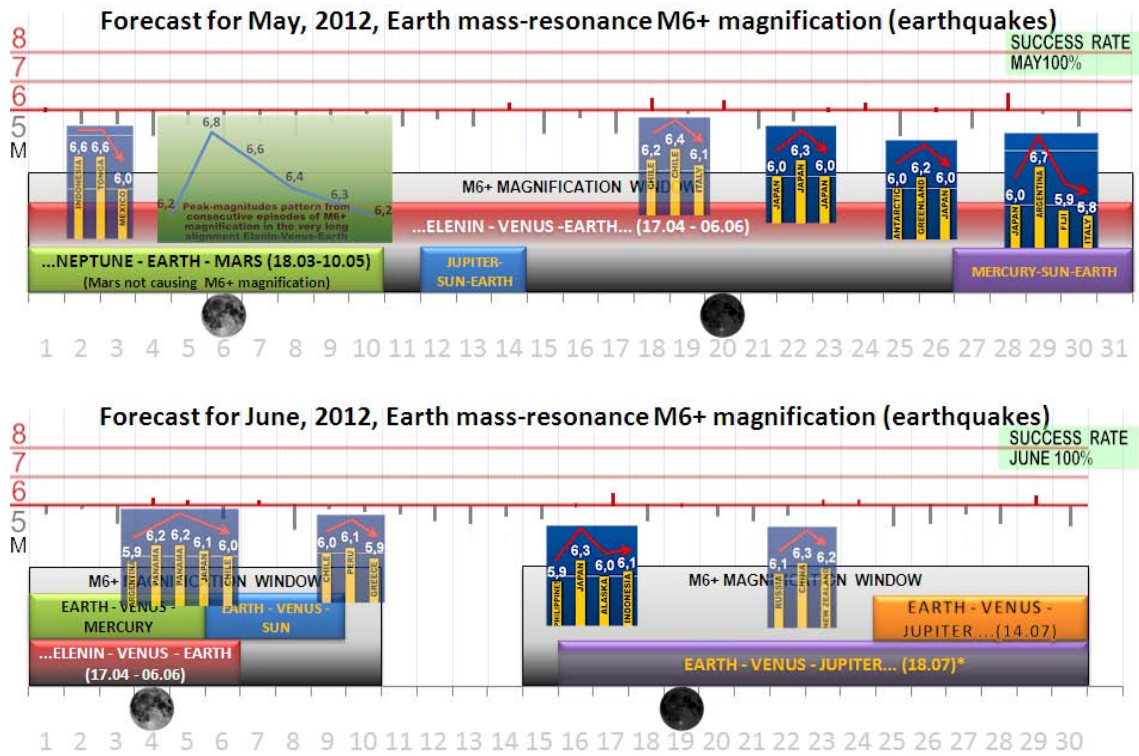 Forecast for May, 2012, Earth mass-resonance M6+ magnification (earthquakes)
SUCCESS RATE
MAY100%
8
7
6
5
M
6,6 6,6 6,0
INDONESIA TONGA MEXICO
6,2 6,8 6,6 6,4 6,3 6,2
Peak-magnitudes pattern from
consecutive episodes of M6+
magnification in the very long
alignment Elenin-Venus-Earth
6,2 6,4 6,1
CHILE CHILE ITALY
6,0 6,3 6,0
JAPAN JAPAN JAPAN
6,0 6,2 6,0
ANTARCTIC GREENLAND JAPAN
6,0 6,7 5,9 5,8
JAPAN ARGENTINA FIJI ITALY
M6+ MAGNIFICATION WINDOW
...ELENIN - VENUS -EARTH... (17.04 - 06.06)
...NEPTUNE - EARTH - MARS (18.03-10.05)
(Mars not causing M6+ magnification)
JUPITER-
SUN-EARTH
MERCURY-SUN-EARTH
1 2 3 4 5 6 7 8 9 10 11 12 13 14 15 16 17 18 19 20 21 22 23 24 25 26 27 28 29 30 31
Forecast for June, 2012, Earth mass-resonance M6+ magnification (earthquakes)
SUCCESS RATE
JUNE 100%
8
7
6
5
M
5,9 6,2 6,2 6,1 6,0
ARGENTINA PANAMA PANAMA JAPAN CHILE
6,0 6,1 5,9
CHILE PERU GREECE
5,9 6,3 6,0 6,1
PHILIPPINE JAPAN ALASKA INDONESIA
6,1 6,3 6,2
RUSSIA CHINA NEW ZEALAND
M6+ MAGNIFICATION WINDOW
M6+ MAGNIFICATION WINDOW
EARTH - VENUS -
MERCURY
EARTH - VENUS -
SUN
EARTH - VENUS -
JUPITER ...(14.07)
...ELENIN - VENUS - EARTH
(17.04 - 06.06)
EARTH - VENUS - JUPITER... (18.07)*
1 2 3 4 5 6 7 8 9 10 11 12 13 14 15 16 17 18 19 20 21 22 23 24 25 26 27 28 29 30